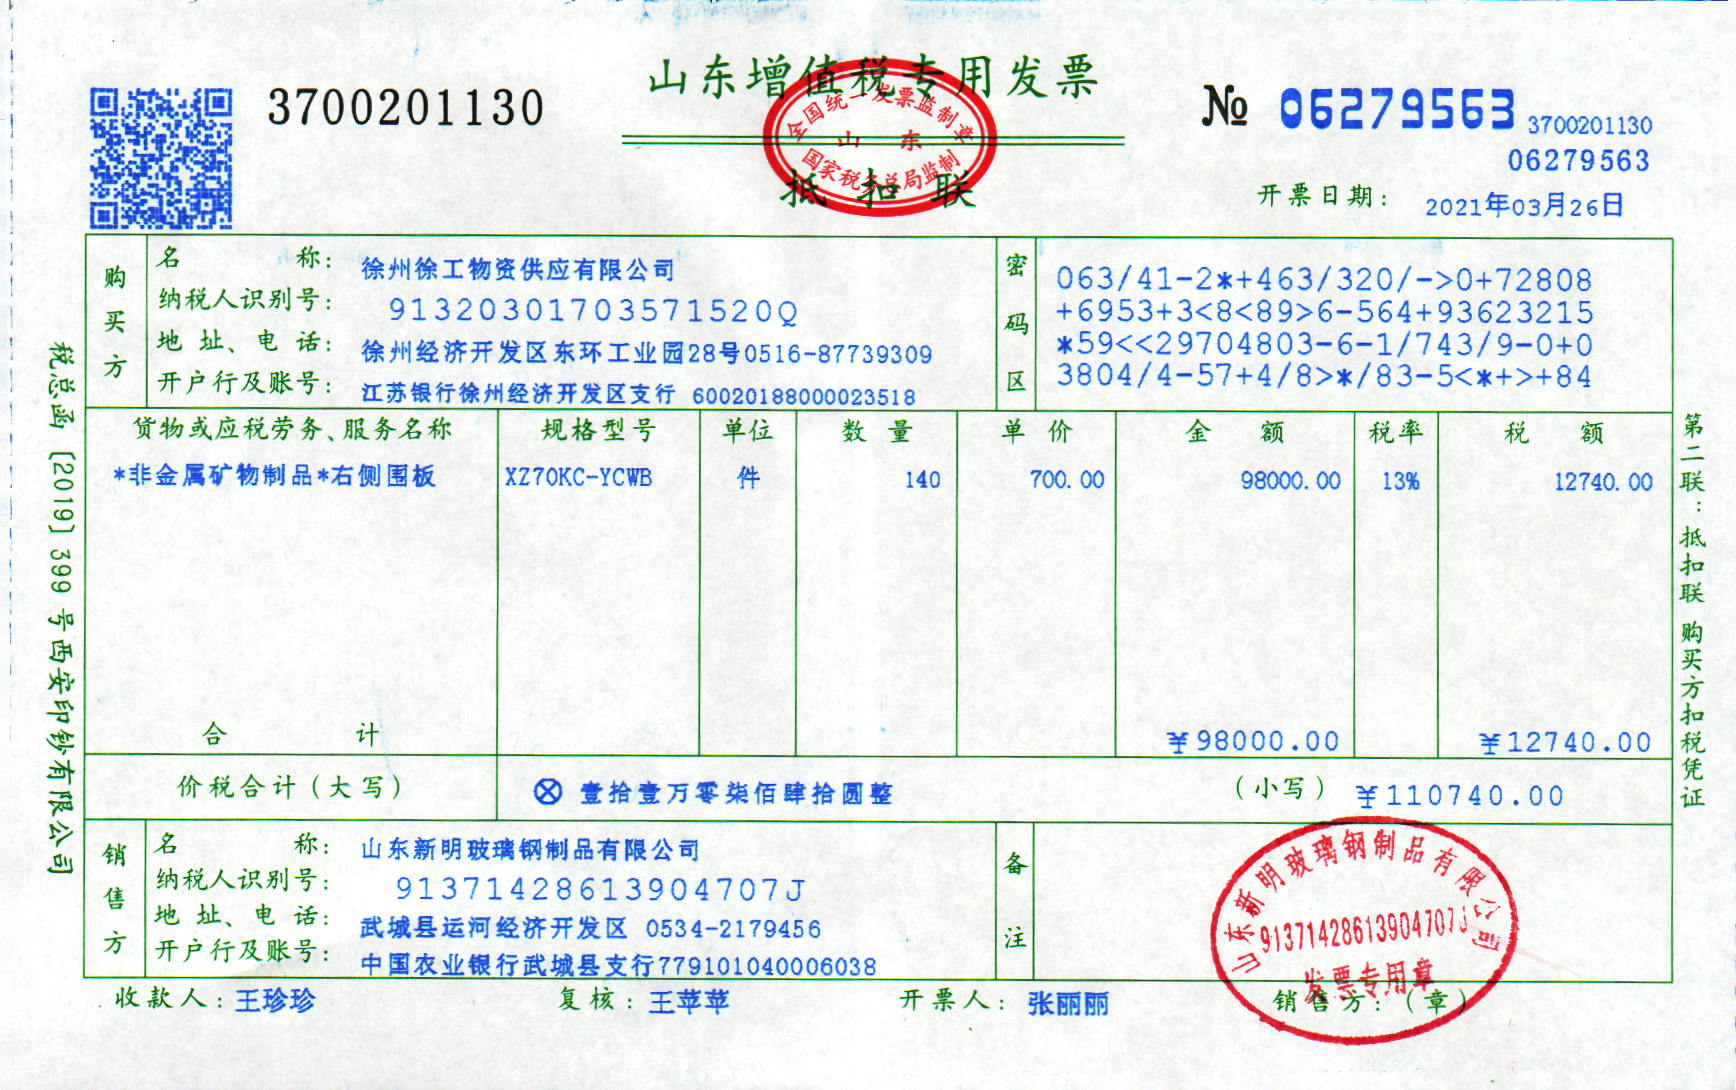 山东增值税专用发票
3700201130
№ 06279563
3700201130
06279563
全国统一发票监制章
山 东
国家税务总局监制
抵 扣 联
开票日期： 2021年03月26日
购买方
名 称： 徐州徐工物资供应有限公司
纳税人识别号： 91320301703571520Q
地 址、电 话： 徐州经济开发区东环工业园28号0516-87739309
开户行及账号： 江苏银行徐州经济开发区支行 60020188000023518
密码区
063/41-2*+463/320/->0+72808
+6953+3<8<89>6-564+93623215
*59<<29704803-6-1/743/9-0+0
3804/4-57+4/8>*/83-5<*+>+84
货物或应税劳务、服务名称 规格型号 单位 数 量 单 价 金 额 税率 税 额
*非金属矿物制品*右侧围板 XZ70KC-YCWB 件 140 700.00 98000.00 13% 12740.00
合 计 ¥98000.00 ¥12740.00
价税合计（大写） ⊗ 壹拾壹万零柒佰肆拾圆整 （小写） ¥110740.00
销售方
名 称： 山东新明玻璃钢制品有限公司
纳税人识别号： 91371428613904707J
地 址、电 话： 武城县运河经济开发区 0534-2179456
开户行及账号： 中国农业银行武城县支行779101040006038
备注
山东新明玻璃钢制品有限公司
91371428613904707J
发票专用章
收款人：王珍珍 复核：王苹苹 开票人：张丽丽 销售方：（章）
税总函〔2019〕399号西安印钞有限公司
第二联：抵扣联 购买方扣税凭证